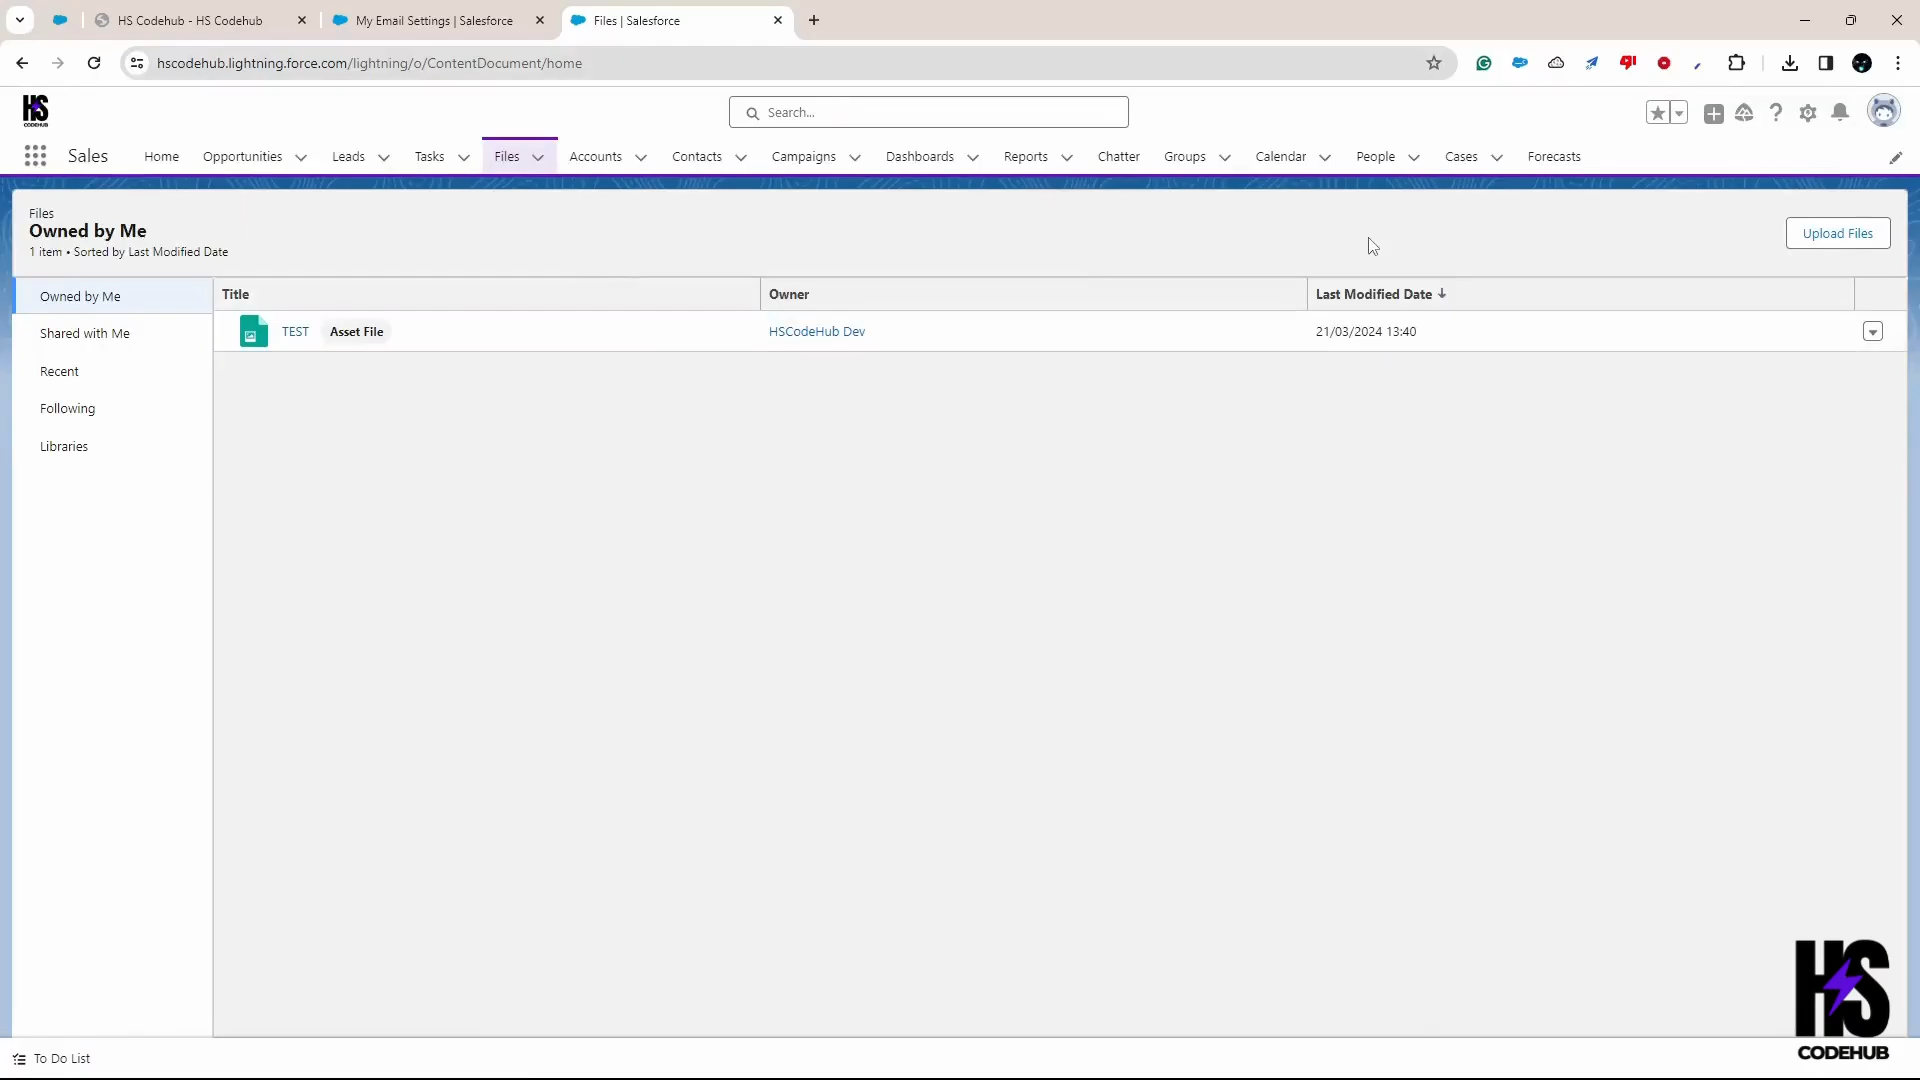 HS Codehub - HS Codehub
My Email Settings | Salesforce
Files | Salesforce
hscodehub.lightning.force.com/lightning/o/ContentDocument/home
HS
CODEHUB
Search...
Sales
Home
Opportunities
Leads
Tasks
Files
Accounts
Contacts
Campaigns
Dashboards
Reports
Chatter
Groups
Calendar
People
Cases
Forecasts
Files
Owned by Me
1 item • Sorted by Last Modified Date
Upload Files
Owned by Me
Shared with Me
Recent
Following
Libraries
Title
Owner
Last Modified Date
TEST
Asset File
HSCodeHub Dev
21/03/2024 13:40
To Do List
HS
CODEHUB